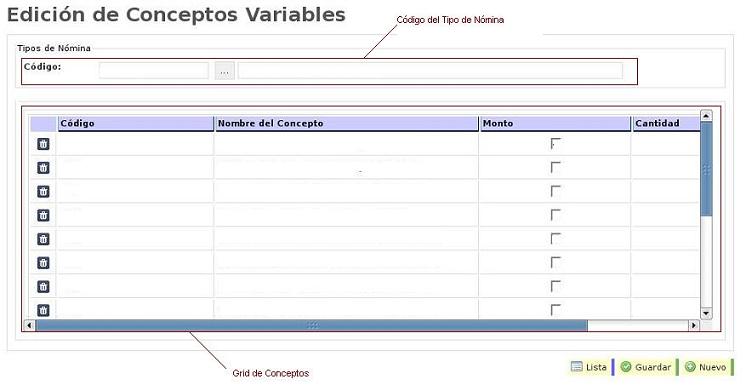 Edición de Conceptos Variables
Código del Tipo de Nómina
Tipos de Nómina
Código:
...
Código Nombre del Concepto Monto Cantidad
Grid de Conceptos
Lista Guardar Nuevo